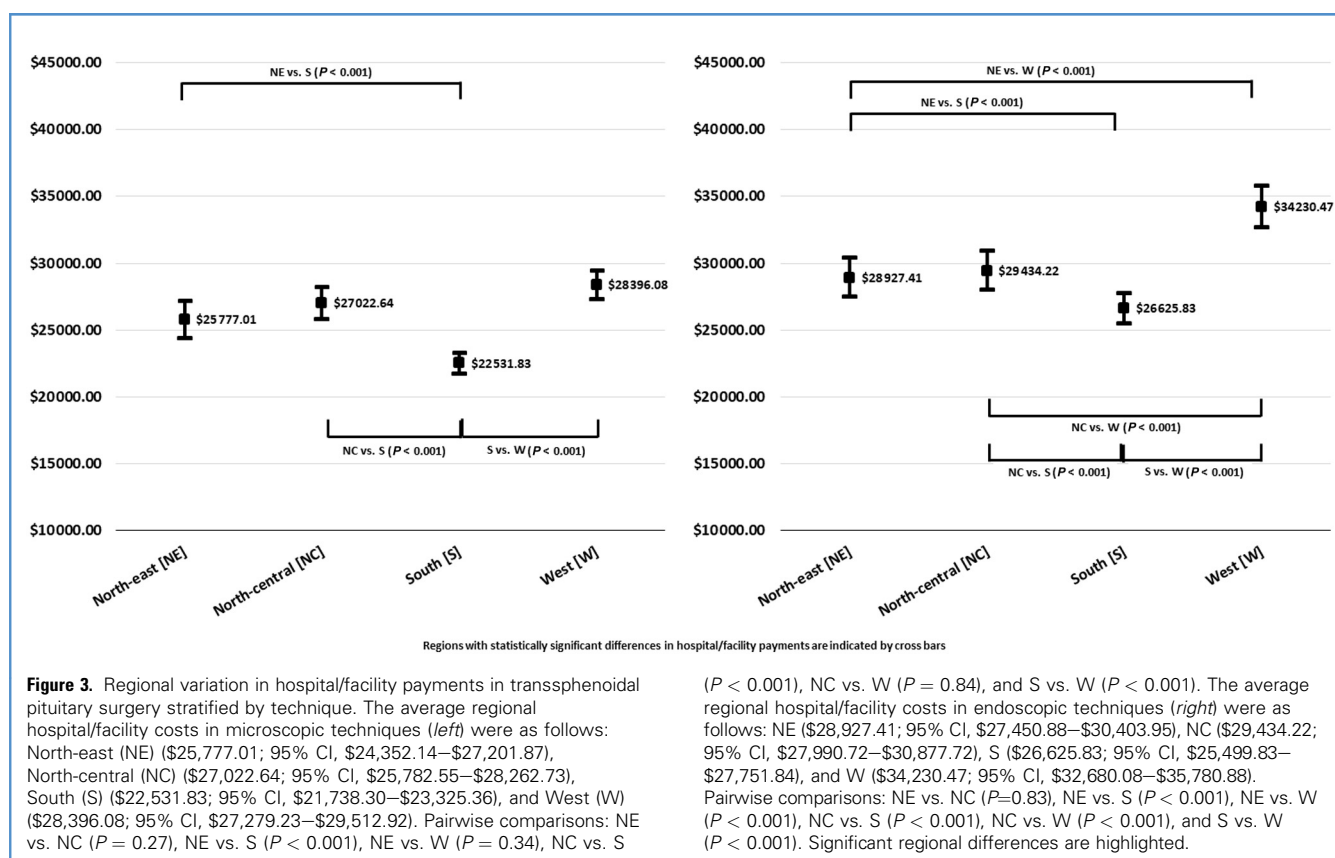 $45000.00
$40000.00
$35000.00
$30000.00
$25000.00
$20000.00
$15000.00
$10000.00
NE vs. S (P < 0.001)
$25777.01
$27022.64
$22531.83
$28396.08
NC vs. S (P < 0.001)
S vs. W (P < 0.001)
North-east [NE]
North-central [NC]
South [S]
West [W]
$45000.00
$40000.00
$35000.00
$30000.00
$25000.00
$20000.00
$15000.00
$10000.00
NE vs. W (P < 0.001)
NE vs. S (P < 0.001)
$28927.41
$29434.22
$26625.83
$34230.47
NC vs. W (P < 0.001)
NC vs. S (P < 0.001)
S vs. W (P < 0.001)
North-east [NE]
North-central [NC]
South [S]
West [W]
Regions with statistically significant differences in hospital/facility payments are indicated by cross bars
Figure 3. Regional variation in hospital/facility payments in transsphenoidal
pituitary surgery stratified by technique. The average regional
hospital/facility costs in microscopic techniques (left) were as follows:
North-east (NE) ($25,777.01; 95% CI, $24,352.14–$27,201.87),
North-central (NC) ($27,022.64; 95% CI, $25,782.55–$28,262.73),
South (S) ($22,531.83; 95% CI, $21,738.30–$23,325.36), and West (W)
($28,396.08; 95% CI, $27,279.23–$29,512.92). Pairwise comparisons: NE
vs. NC (P = 0.27), NE vs. S (P < 0.001), NE vs. W (P = 0.34), NC vs. S
(P < 0.001), NC vs. W (P = 0.84), and S vs. W (P < 0.001). The average
regional hospital/facility costs in endoscopic techniques (right) were as
follows: NE ($28,927.41; 95% CI, $27,450.88–$30,403.95), NC ($29,434.22;
95% CI, $27,990.72–$30,877.72), S ($26,625.83; 95% CI, $25,499.83–
$27,751.84), and W ($34,230.47; 95% CI, $32,680.08–$35,780.88).
Pairwise comparisons: NE vs. NC (P=0.83), NE vs. S (P < 0.001), NE vs. W
(P < 0.001), NC vs. S (P < 0.001), NC vs. W (P < 0.001), and S vs. W
(P < 0.001). Significant regional differences are highlighted.